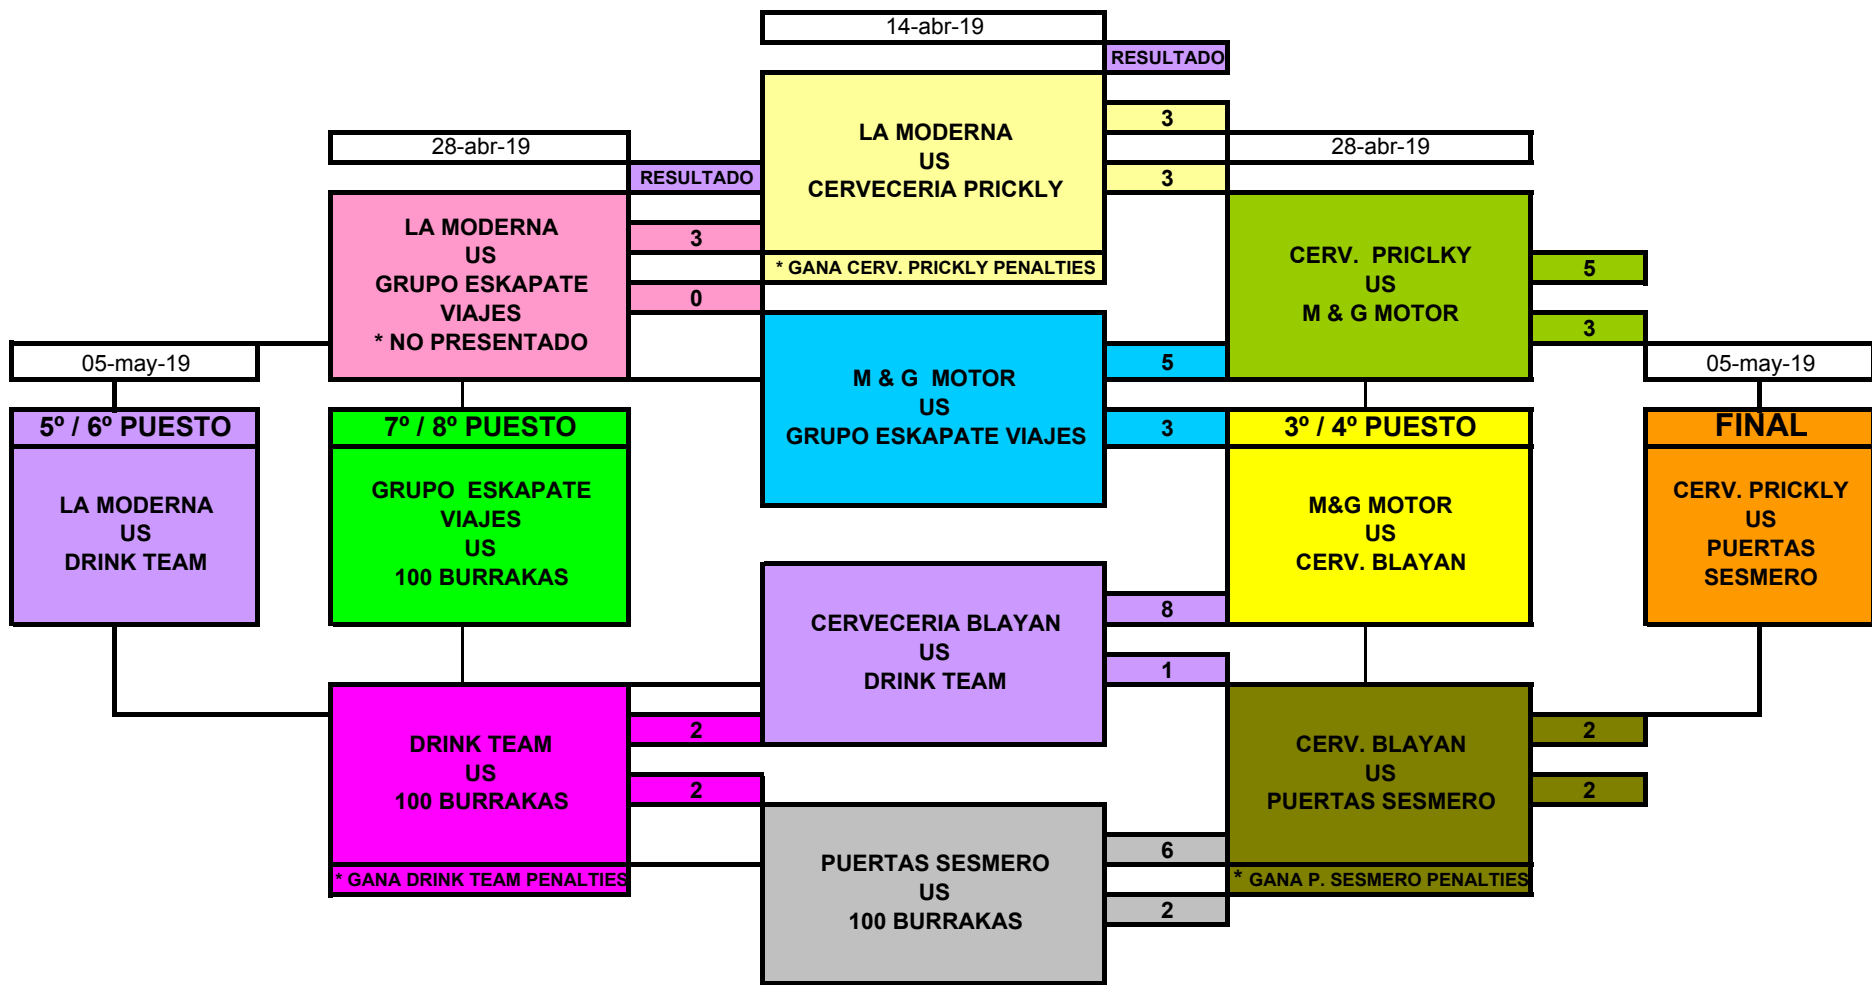 14-abr-19
RESULTADO
LA MODERNA
US
CERVECERIA PRICKLY
3
3
* GANA CERV. PRICKLY PENALTIES
28-abr-19
RESULTADO
LA MODERNA
US
GRUPO ESKAPATE
VIAJES
* NO PRESENTADO
3
0
28-abr-19
CERV. PRICLKY
US
M & G MOTOR
5
3
M & G MOTOR
US
GRUPO ESKAPATE VIAJES
5
3
05-may-19
5º / 6º PUESTO
LA MODERNA
US
DRINK TEAM
7º / 8º PUESTO
GRUPO ESKAPATE
VIAJES
US
100 BURRAKAS
3º / 4º PUESTO
M&G MOTOR
US
CERV. BLAYAN
05-may-19
FINAL
CERV. PRICKLY
US
PUERTAS
SESMERO
CERVECERIA BLAYAN
US
DRINK TEAM
8
1
DRINK TEAM
US
100 BURRAKAS
2
2
* GANA DRINK TEAM PENALTIES
CERV. BLAYAN
US
PUERTAS SESMERO
2
2
* GANA P. SESMERO PENALTIES
PUERTAS SESMERO
US
100 BURRAKAS
6
2